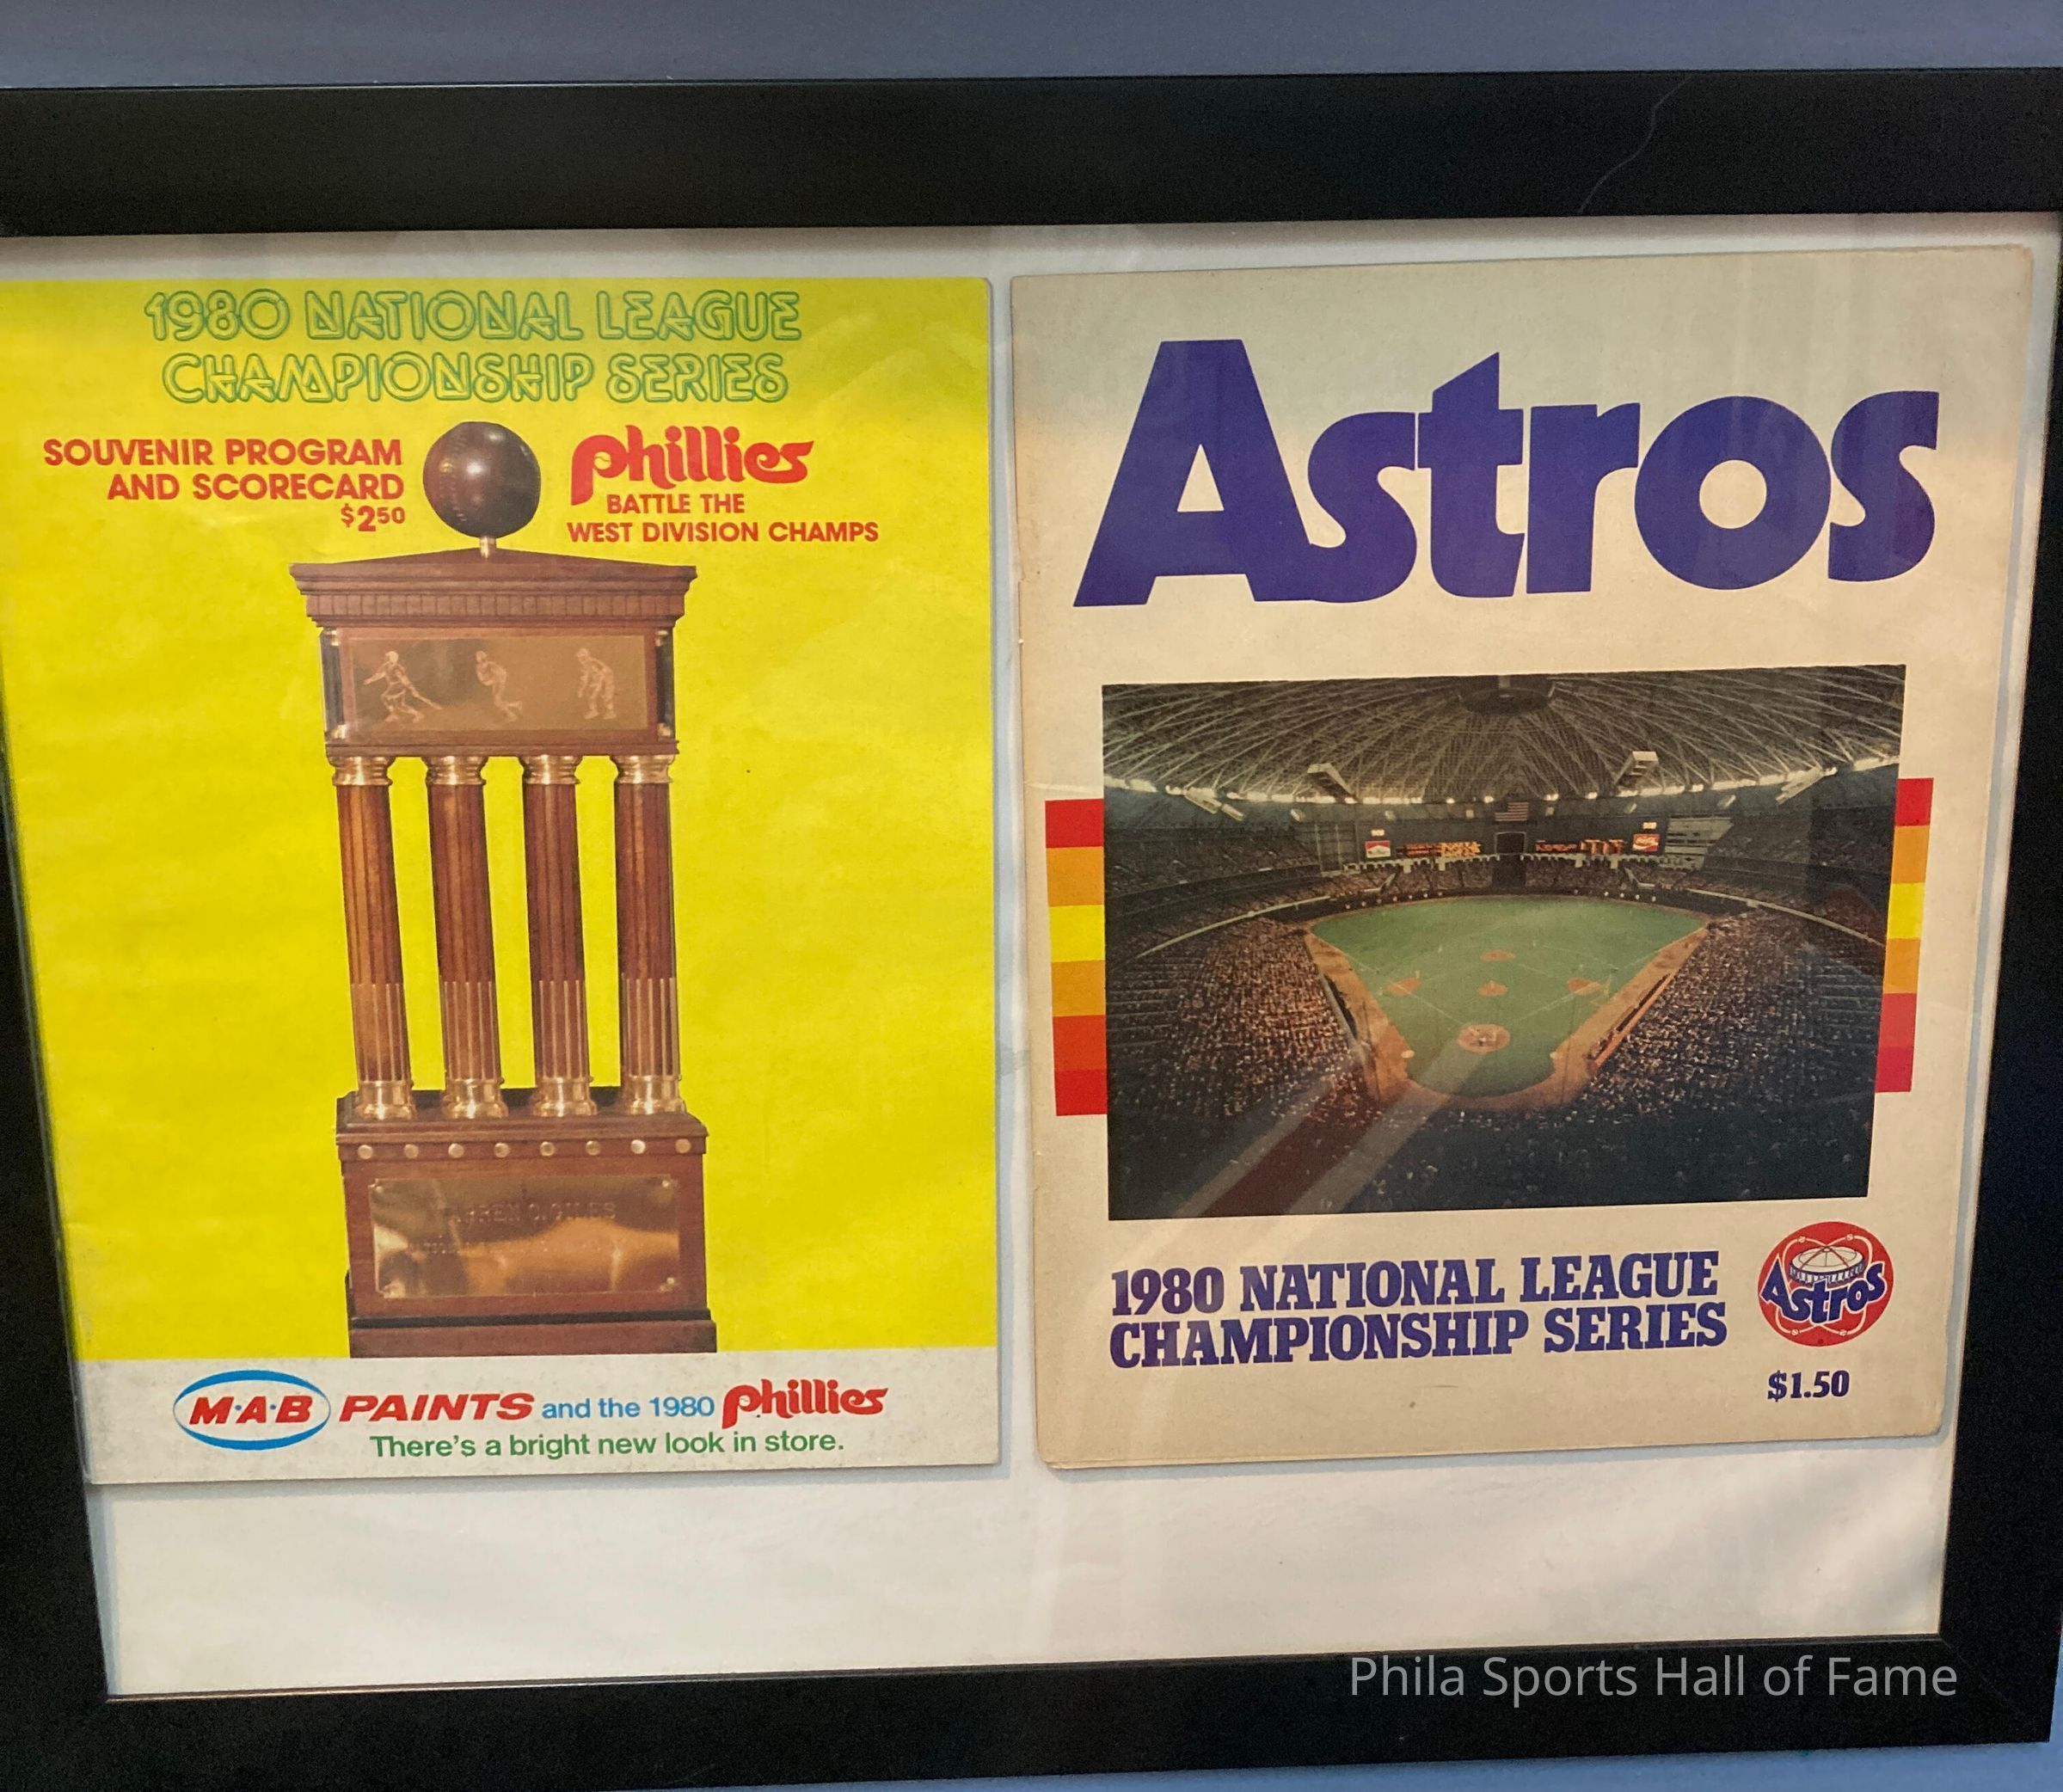 1980 NATIONAL LEAGUE
CHAMPIONSHIP SERIES
SOUVENIR PROGRAM
AND SCORECARD
$2.50
Phillies
BATTLE THE
WEST DIVISION CHAMPS
WARREN C. GILES
M·A·B PAINTS and the 1980 Phillies
There's a bright new look in store.
Astros
1980 NATIONAL LEAGUE
CHAMPIONSHIP SERIES
Astros
$1.50
Phila Sports Hall of Fame